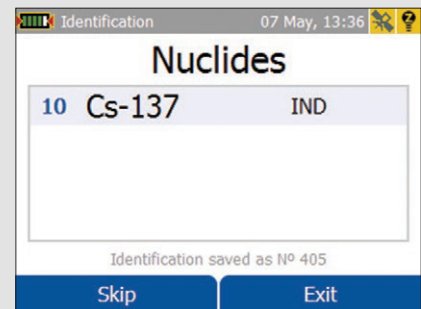 Identification 07 May, 13:36
Nuclides
10 Cs-137 IND
Identification saved as Nº 405
Skip Exit